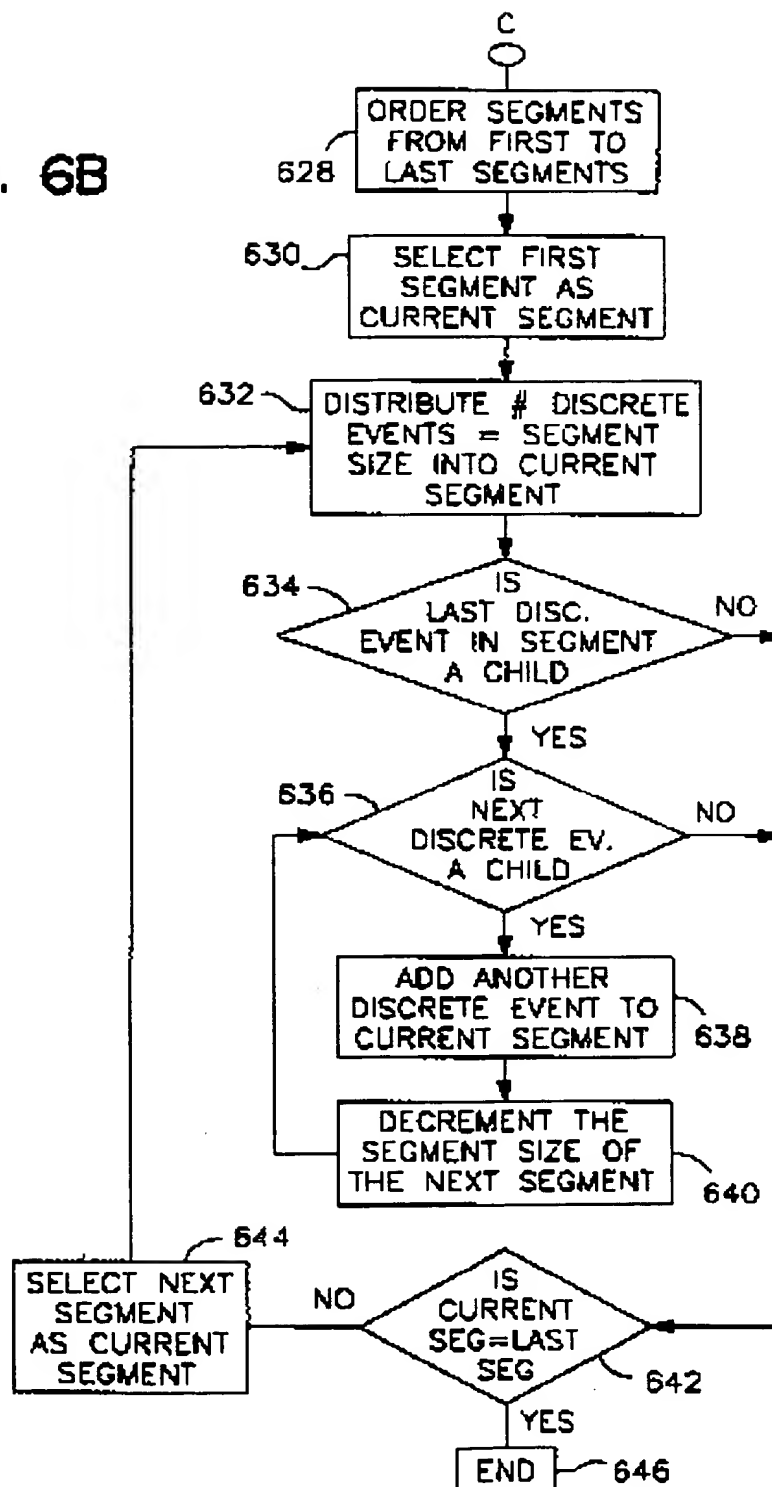 C
ORDER SEGMENTS
FROM FIRST TO
LAST SEGMENTS
628
. 6B
630
SELECT FIRST
SEGMENT AS
CURRENT SEGMENT
632
DISTRIBUTE # DISCRETE
EVENTS = SEGMENT
SIZE INTO CURRENT
SEGMENT
634
IS
LAST DISC.
EVENT IN SEGMENT
A CHILD
NO
YES
636
IS
NEXT
DISCRETE EV.
A CHILD
NO
YES
ADD ANOTHER
DISCRETE EVENT TO
CURRENT SEGMENT
638
DECREMENT THE
SEGMENT SIZE OF
THE NEXT SEGMENT
640
644
SELECT NEXT
SEGMENT
AS CURRENT
SEGMENT
NO
IS
CURRENT
SEG=LAST
SEG
642
YES
END
646